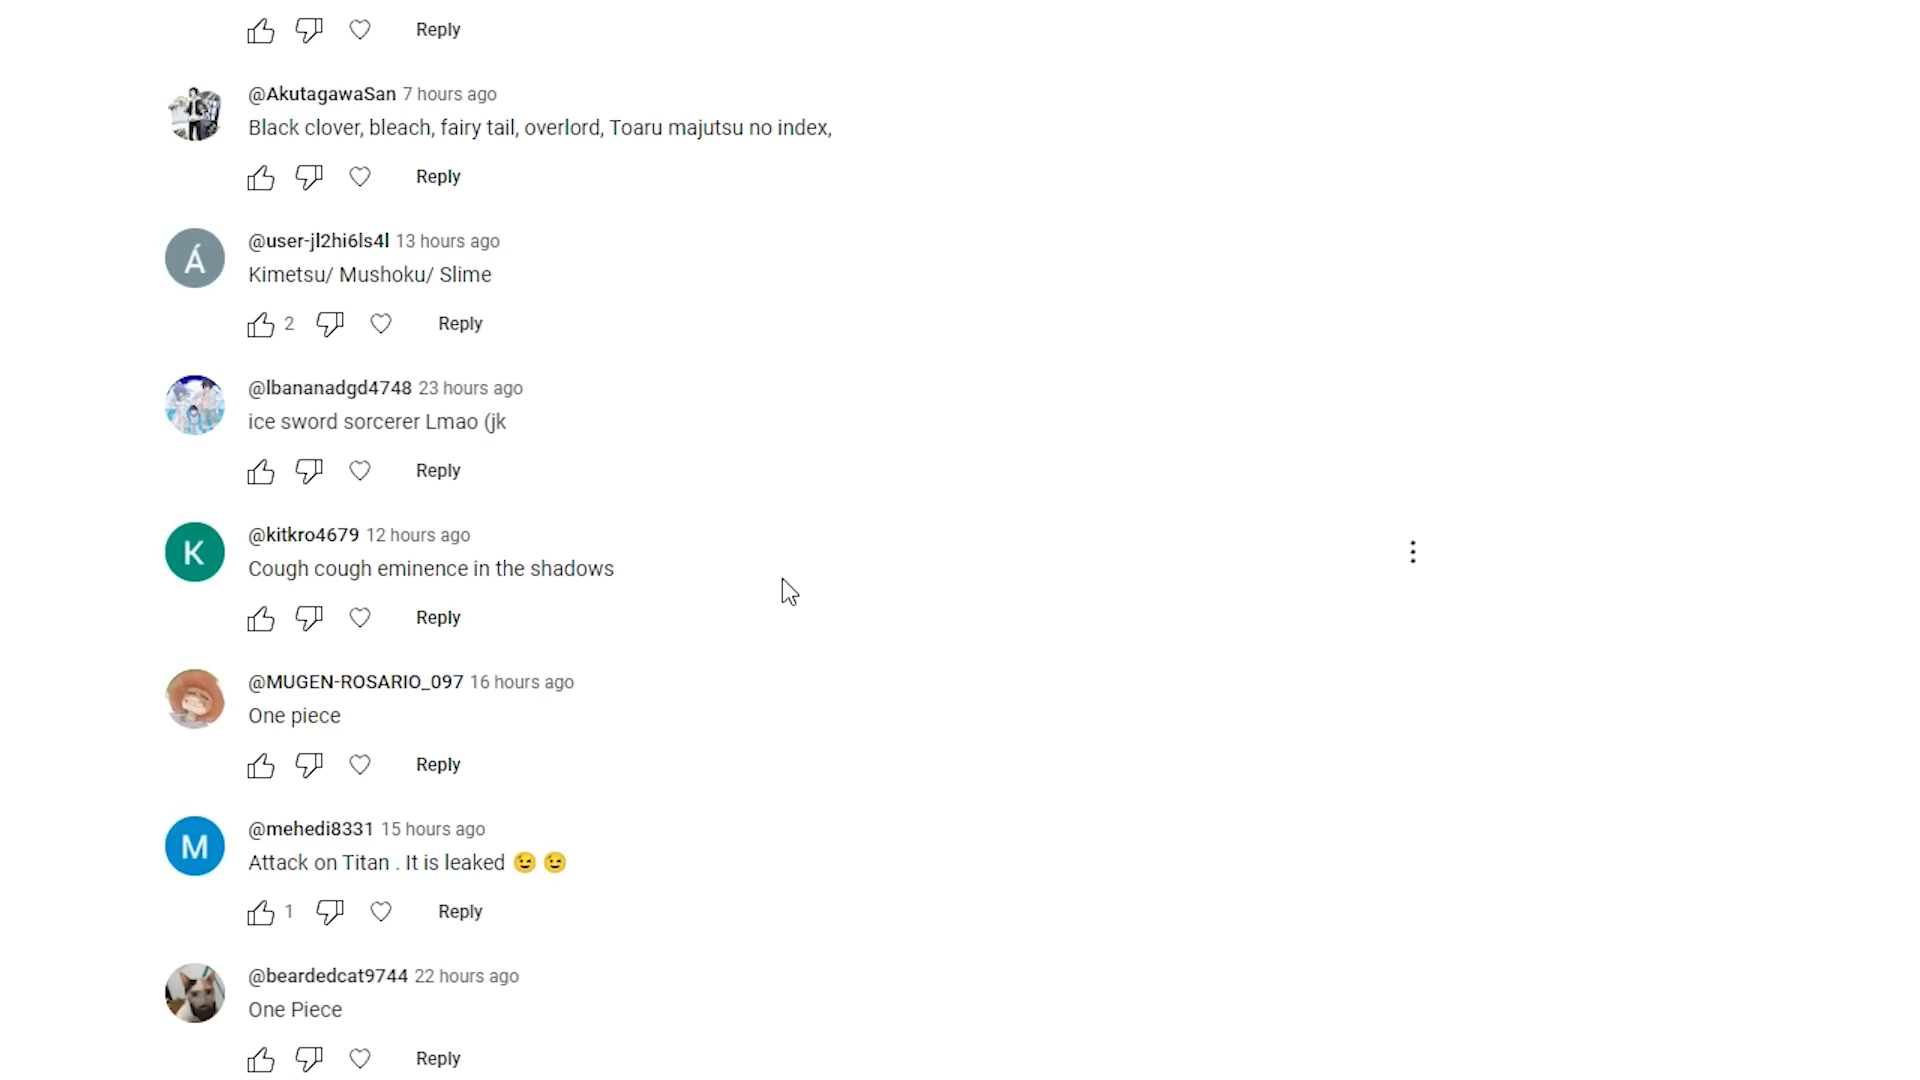 Reply
@AkutagawaSan 7 hours ago
Black clover, bleach, fairy tail, overlord, Toaru majutsu no index,
Reply
Á
@user-jl2hi6ls4l 13 hours ago
Kimetsu/ Mushoku/ Slime
2 Reply
@lbananadgd4748 23 hours ago
ice sword sorcerer Lmao (jk
Reply
K
@kitkro4679 12 hours ago
Cough cough eminence in the shadows
Reply
@MUGEN-ROSARIO_097 16 hours ago
One piece
Reply
M
@mehedi8331 15 hours ago
Attack on Titan . It is leaked 😉 😉
1 Reply
@beardedcat9744 22 hours ago
One Piece
Reply